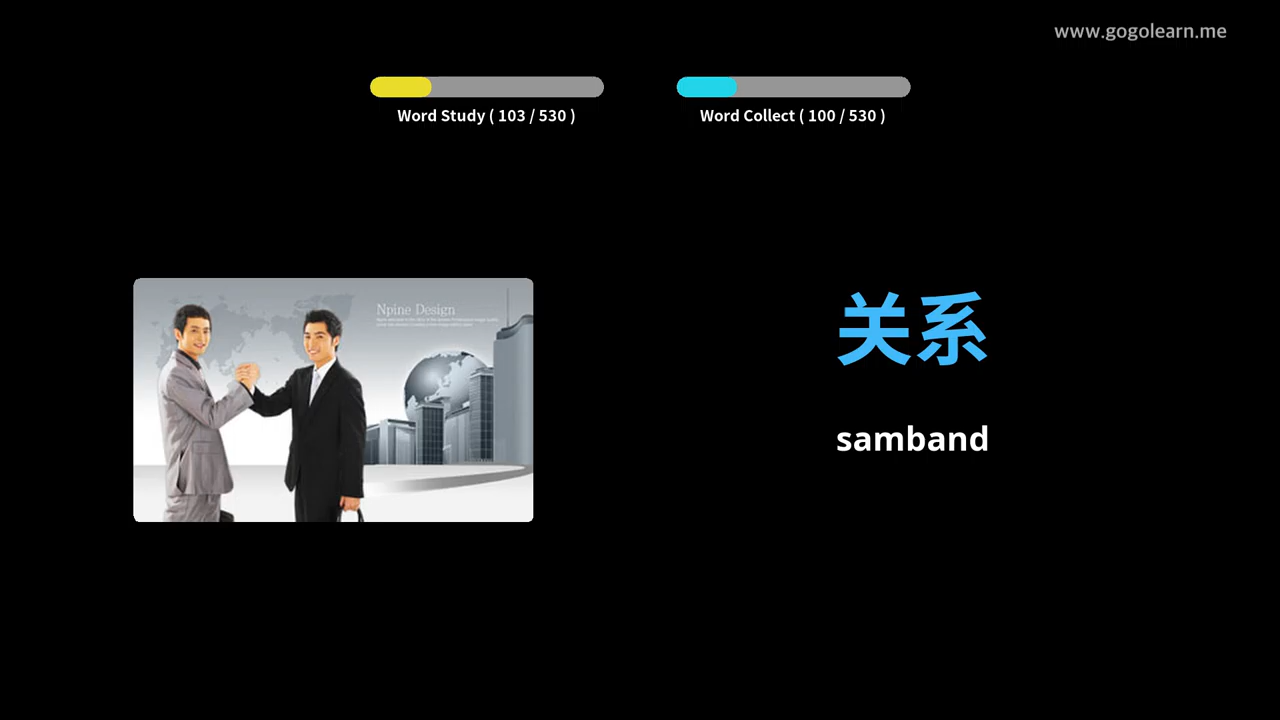 www.gogolearn.me
Word Study ( 103 / 530 )
Word Collect ( 100 / 530 )
Npine Design
关系
samband